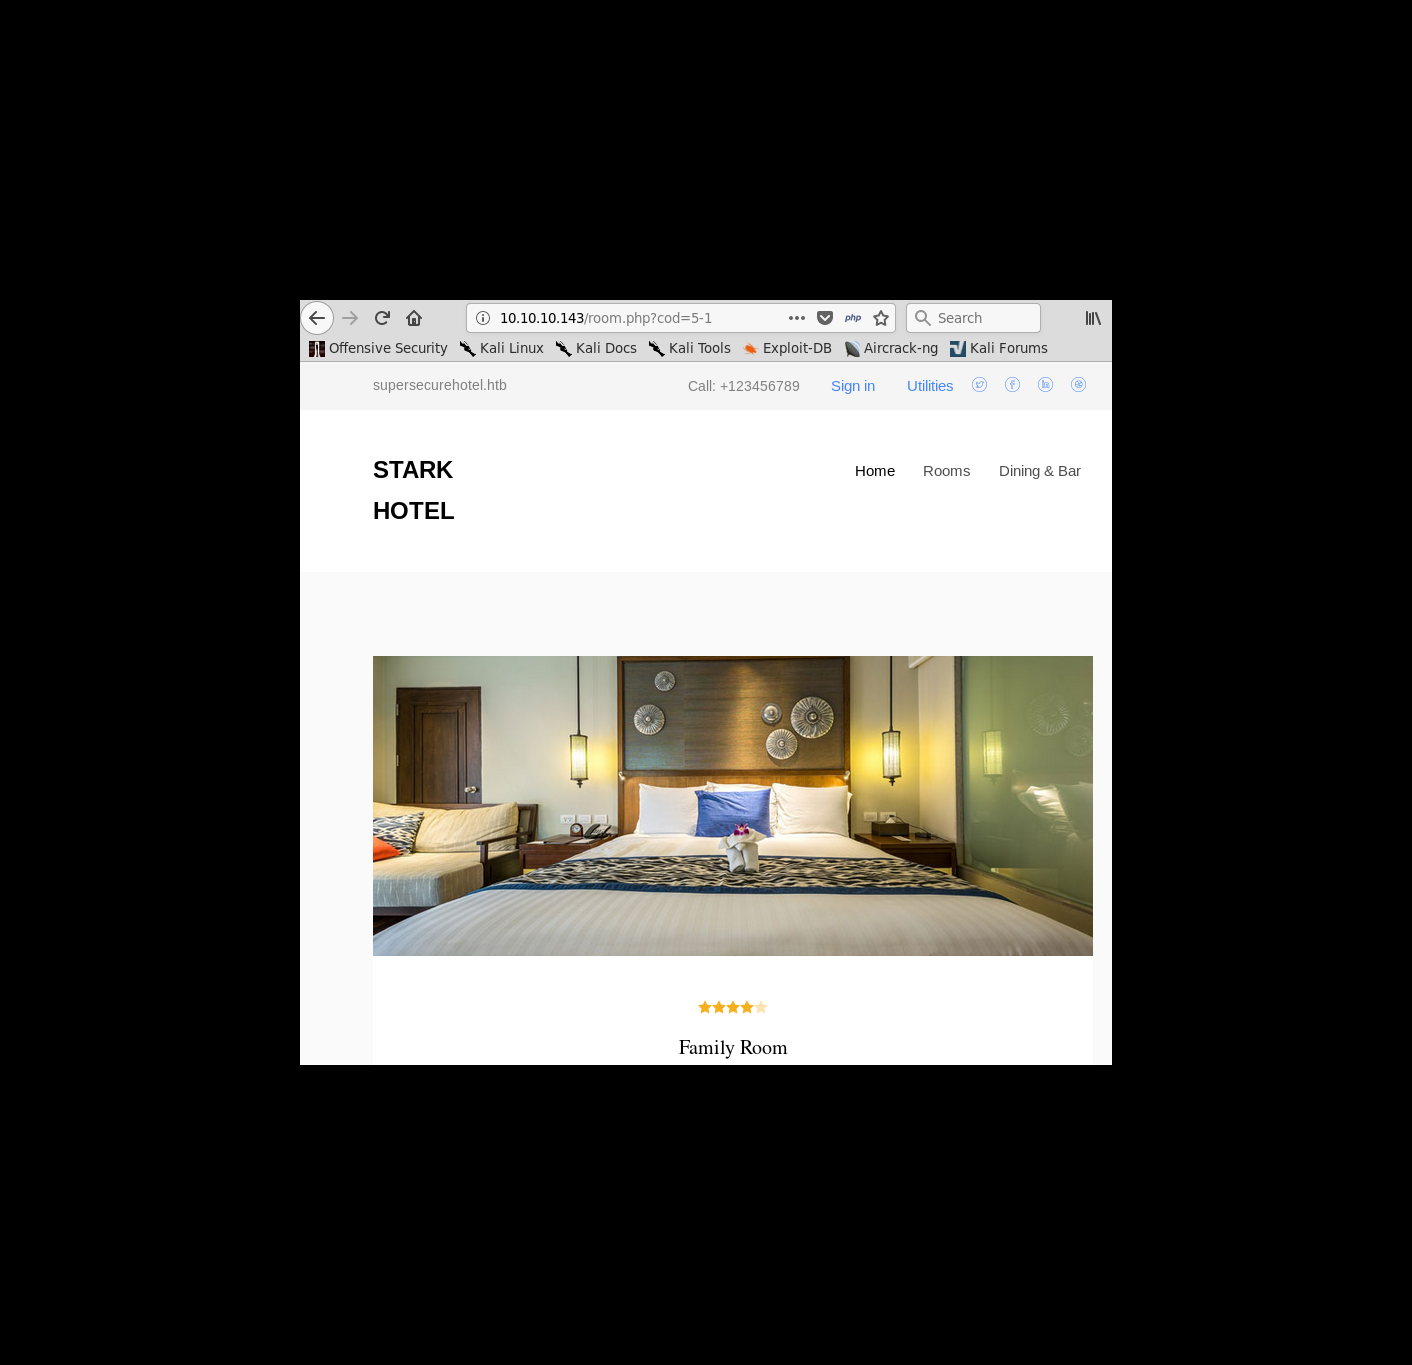 10.10.10.143/room.php?cod=5-1
php
Search
Offensive Security Kali Linux Kali Docs Kali Tools Exploit-DB Aircrack-ng Kali Forums
supersecurehotel.htb Call: +123456789 Sign in Utilities
STARK
HOTEL
Home Rooms Dining & Bar
Family Room